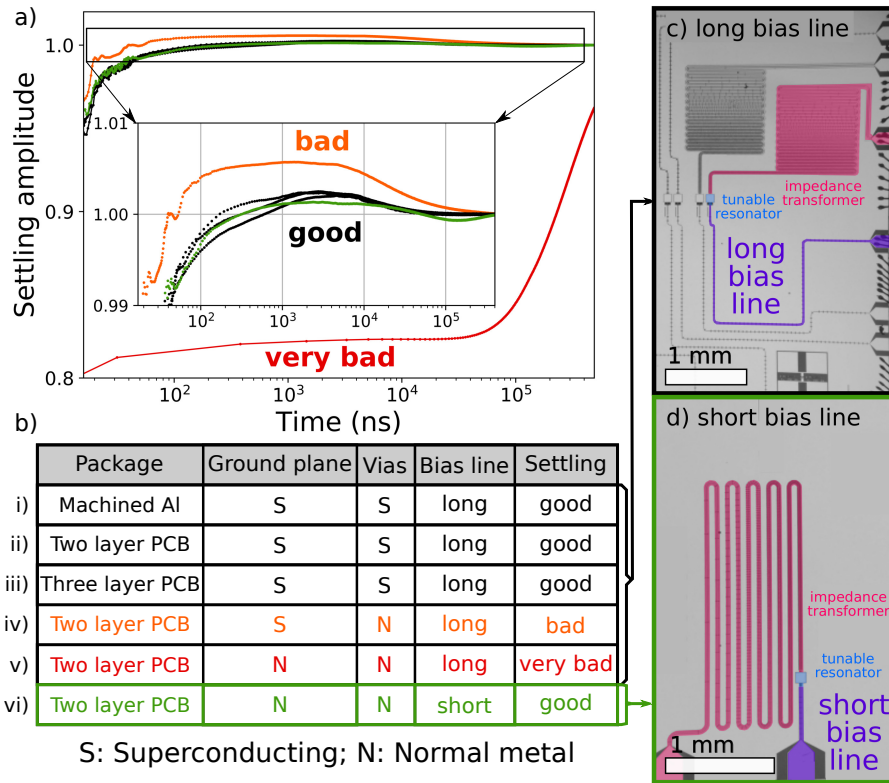 a)
Settling amplitude
1.0
0.9
0.8
1.01
1.00
0.99
bad
good
very bad
10² 10³ 10⁴ 10⁵
10² 10³ 10⁴ 10⁵
Time (ns)
b)
Package Ground plane Vias Bias line Settling
i) Machined Al S S long good
ii) Two layer PCB S S long good
iii) Three layer PCB S S long good
iv) Two layer PCB S N long bad
v) Two layer PCB N N long very bad
vi) Two layer PCB N N short good
S: Superconducting; N: Normal metal
c) long bias line
impedance
transformer
tunable
resonator
long
bias
line
1 mm
d) short bias line
impedance
transformer
tunable
resonator
short
bias
line
1 mm